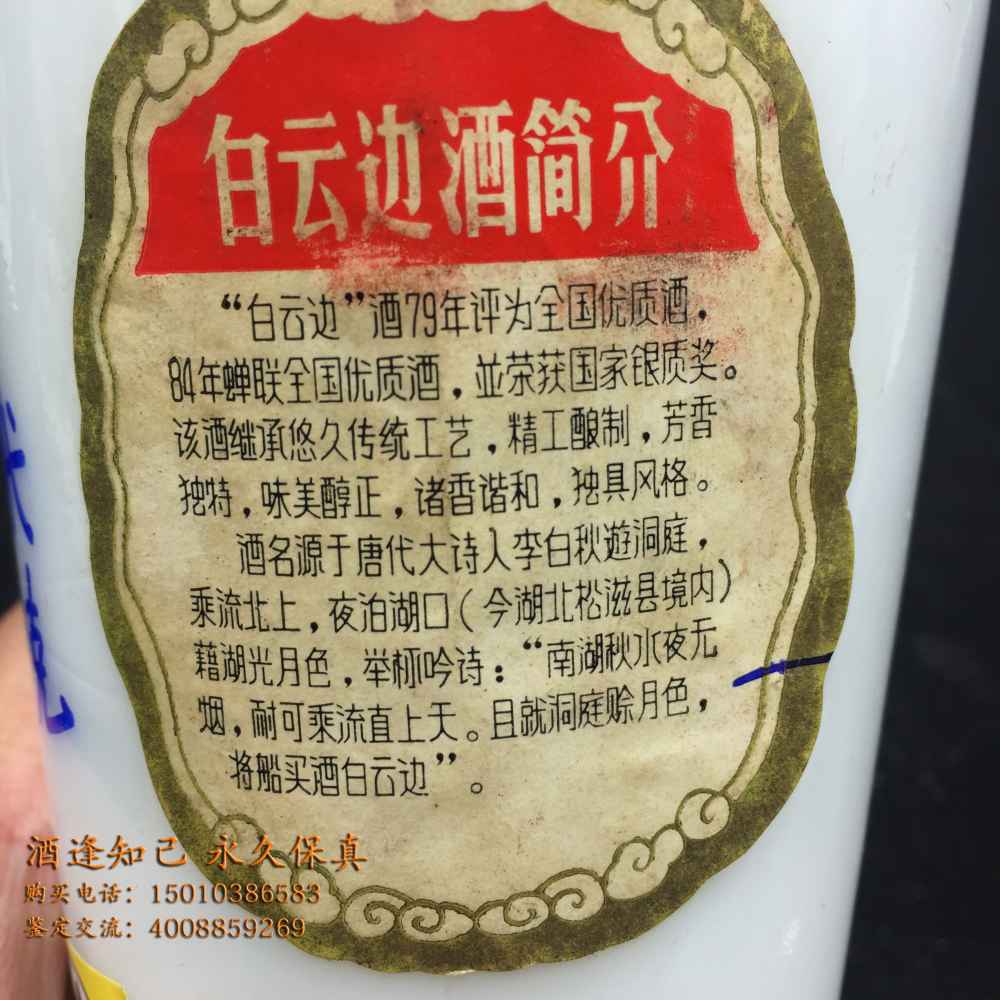 白云边酒简介
“白云边”酒79年评为全国优质酒，
84年蝉联全国优质酒，並荣获国家银质奖。
该酒继承悠久传统工艺，精工酿制，芳香
独特，味美醇正，诸香谐和，独具风格。
酒名源于唐代大诗人李白秋遊洞庭，
乘流北上，夜泊湖口（今湖北松滋县境内）
藉湖光月色，举杯吟诗：“南湖秋水夜无
烟，耐可乘流直上天。且就洞庭赊月色，
将船买酒白云边”。
酒逢知己 永久保真
购买电话：15010386583
鉴定交流：4008859269